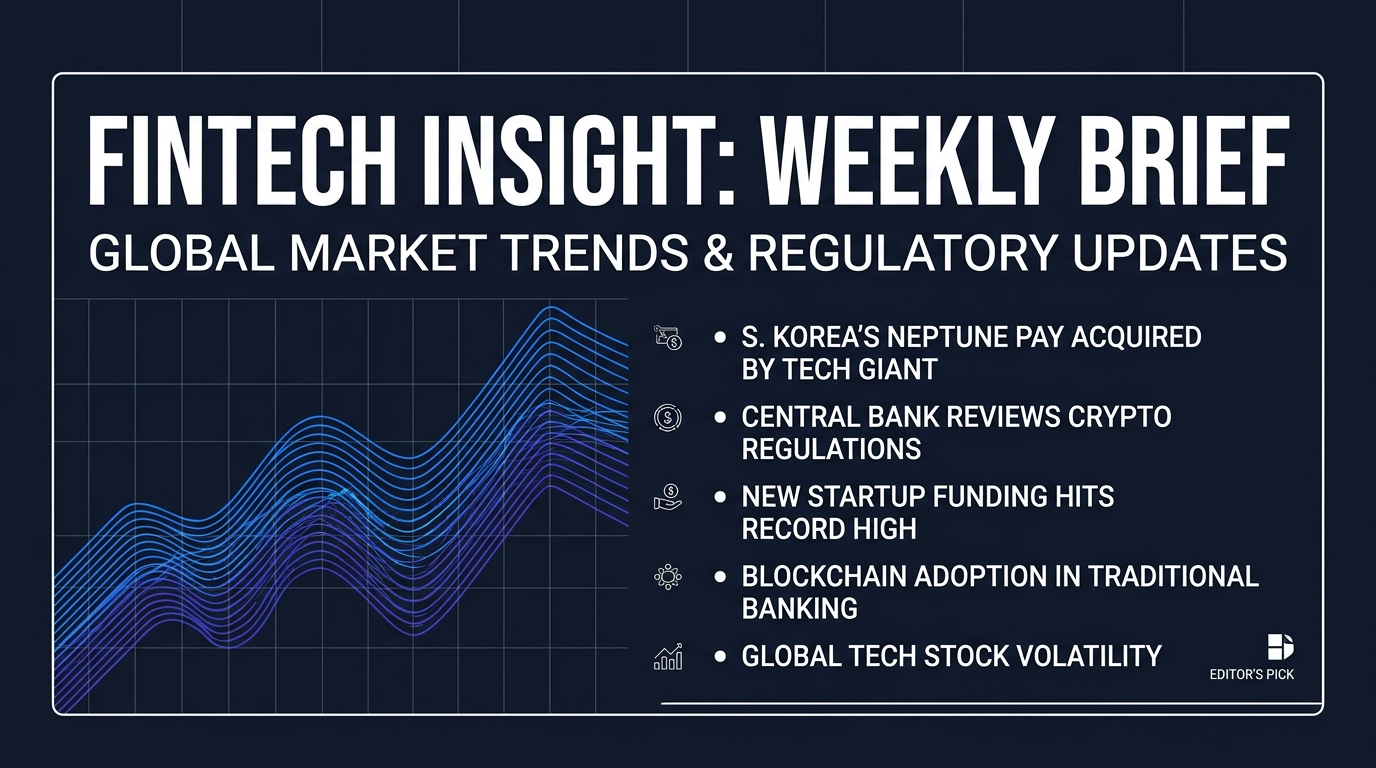 FINTECH INSIGHT: WEEKLY BRIEF
GLOBAL MARKET TRENDS & REGULATORY UPDATES
• S. KOREA’S NEPTUNE PAY ACQUIRED
BY TECH GIANT
• CENTRAL BANK REVIEWS CRYPTO
REGULATIONS
• NEW STARTUP FUNDING HITS
RECORD HIGH
• BLOCKCHAIN ADOPTION IN TRADITIONAL
BANKING
• GLOBAL TECH STOCK VOLATILITY
EDITOR’S PICK